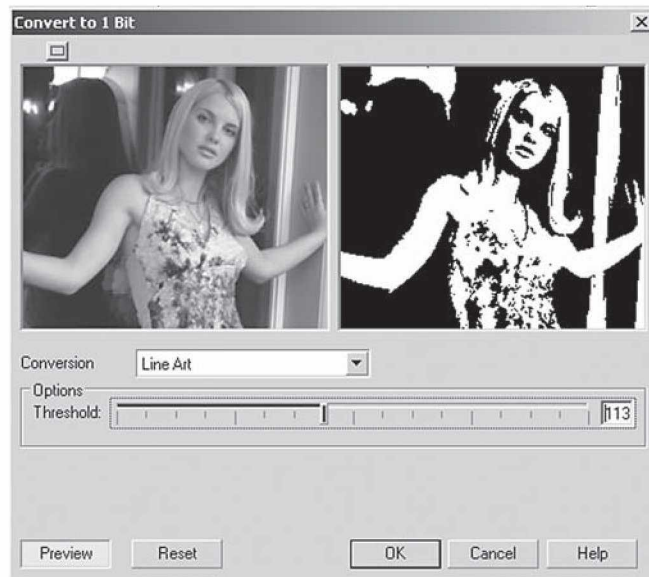 Convert to 1 Bit
Conversion
Line Art
Options
Threshold:
113
Preview
Reset
OK
Cancel
Help